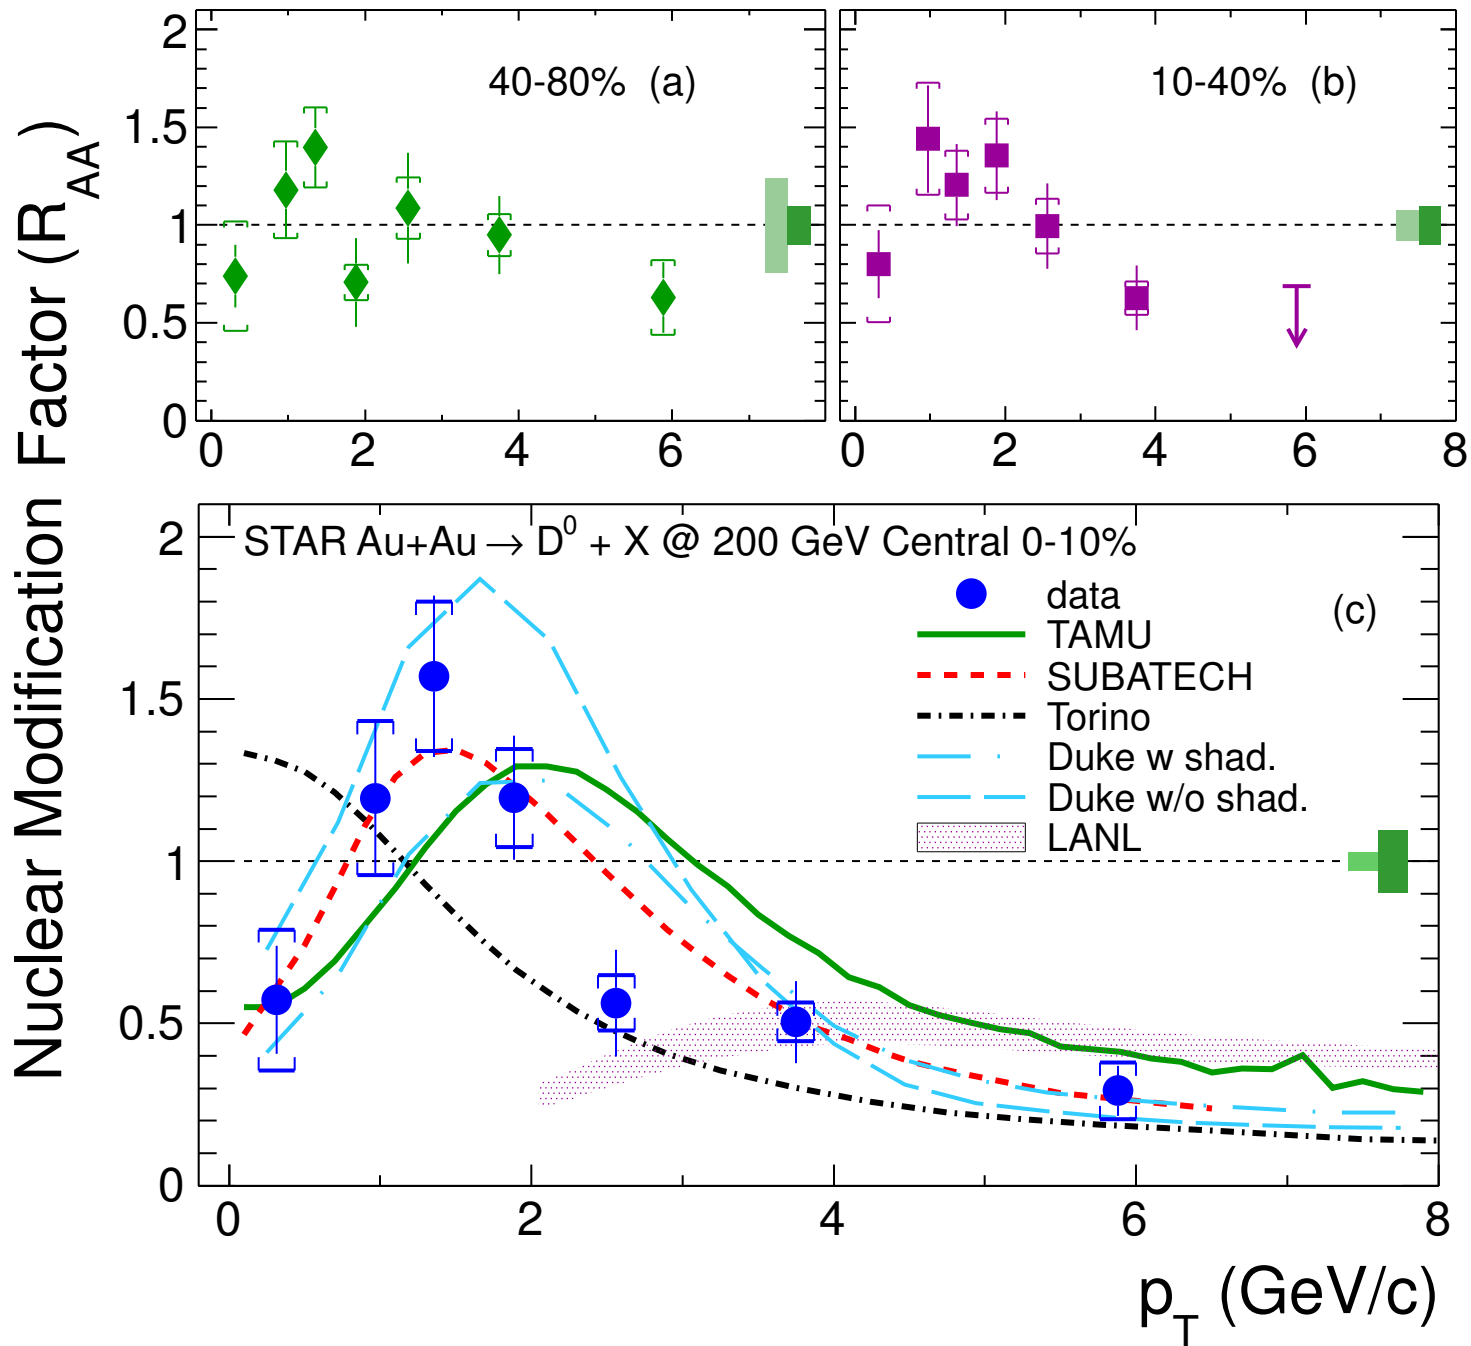 Nuclear Modification Factor (R_AA)
40-80% (a)
10-40% (b)
2
1.5
1
0.5
0
0 2 4 6
0 2 4 6 8
STAR Au+Au → D^0 + X @ 200 GeV Central 0-10%
(c)
data
TAMU
SUBATECH
Torino
Duke w shad.
Duke w/o shad.
LANL
2
1.5
1
0.5
0
0 2 4 6 8
p_T (GeV/c)